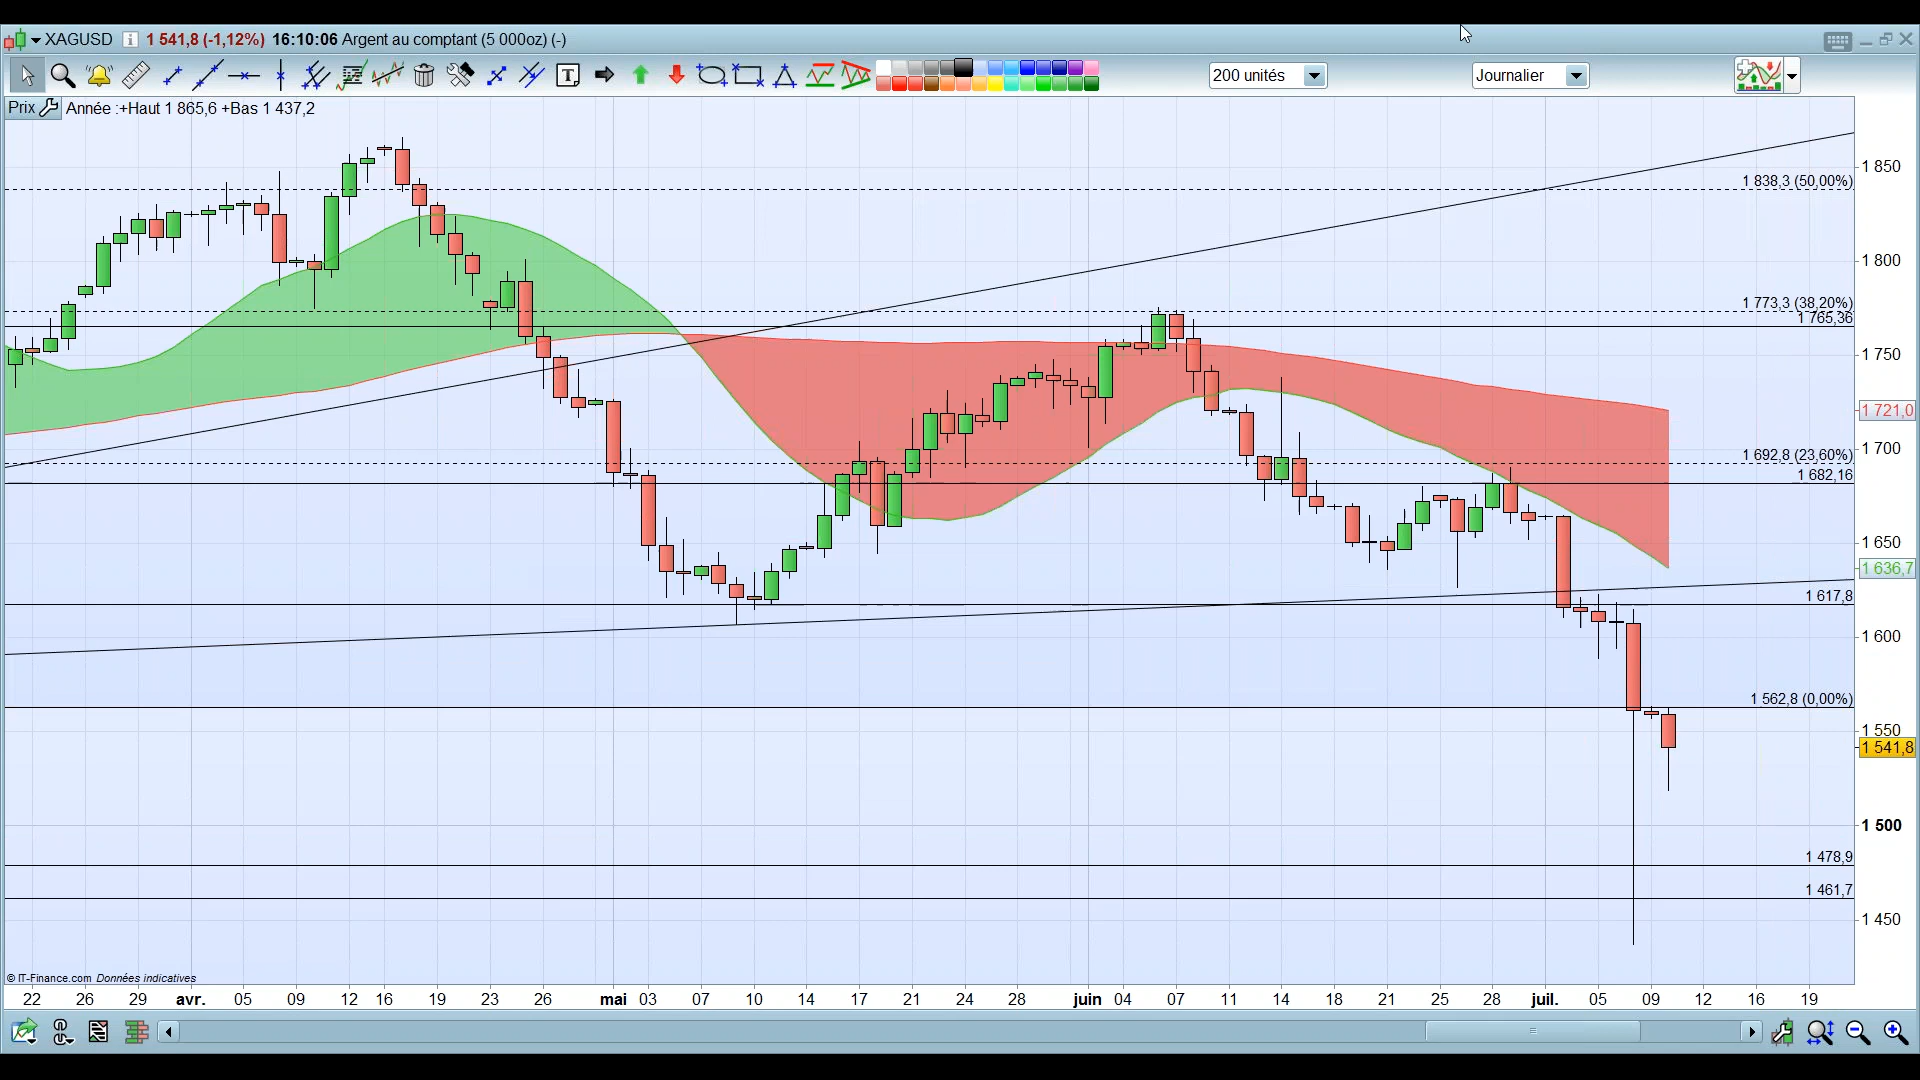 XAGUSD 1 541,8 (-1,12%) 16:10:06 Argent au comptant (5 000oz) (-)
T 200 unités Journalier
Prix Année :+Haut 1 865,6 +Bas 1 437,2
1 850
1 838,3 (50,00%)
1 800
1 773,3 (38,20%)
1 765,36
1 750
1 721,0
1 700
1 692,8 (23,60%)
1 682,16
1 650
1 636,7
1 617,8
1 600
1 562,8 (0,00%)
1 550
1 541,8
1 500
1 478,9
1 461,7
1 450
© IT-Finance.com Données indicatives
22 26 29 avr. 05 09 12 16 19 23 26 mai 03 07 10 14 17 21 24 28 juin 04 07 11 14 18 21 25 28 juil. 05 09 12 16 19